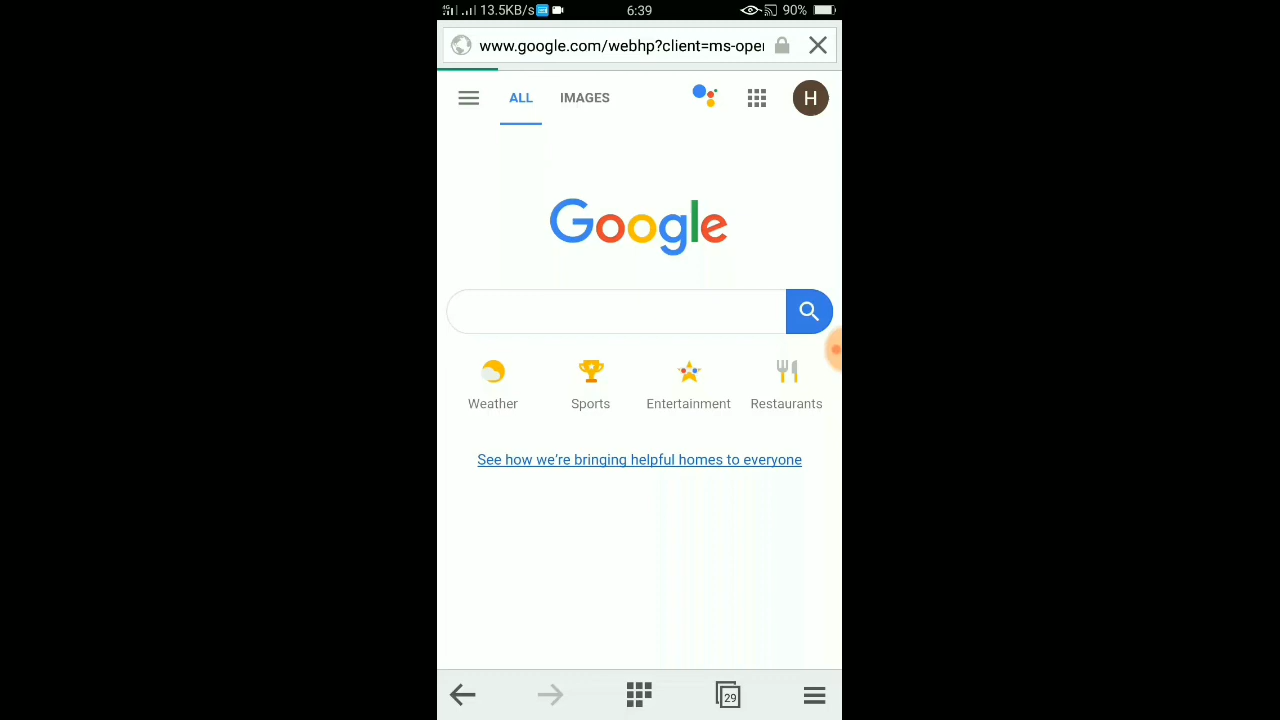 4G 13.5KB/s 6:39 90%
www.google.com/webhp?client=ms-oper
ALL IMAGES H
Google
Weather Sports Entertainment Restaurants
See how we're bringing helpful homes to everyone
29